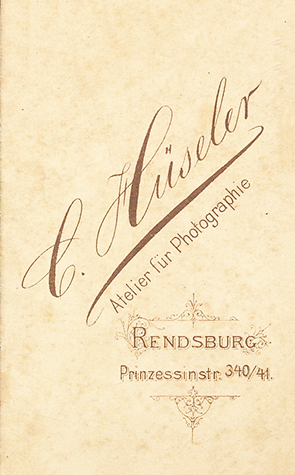 C. Hüseler
Atelier für Photographie
RENDSBURG
Prinzessinstr. 340/41.